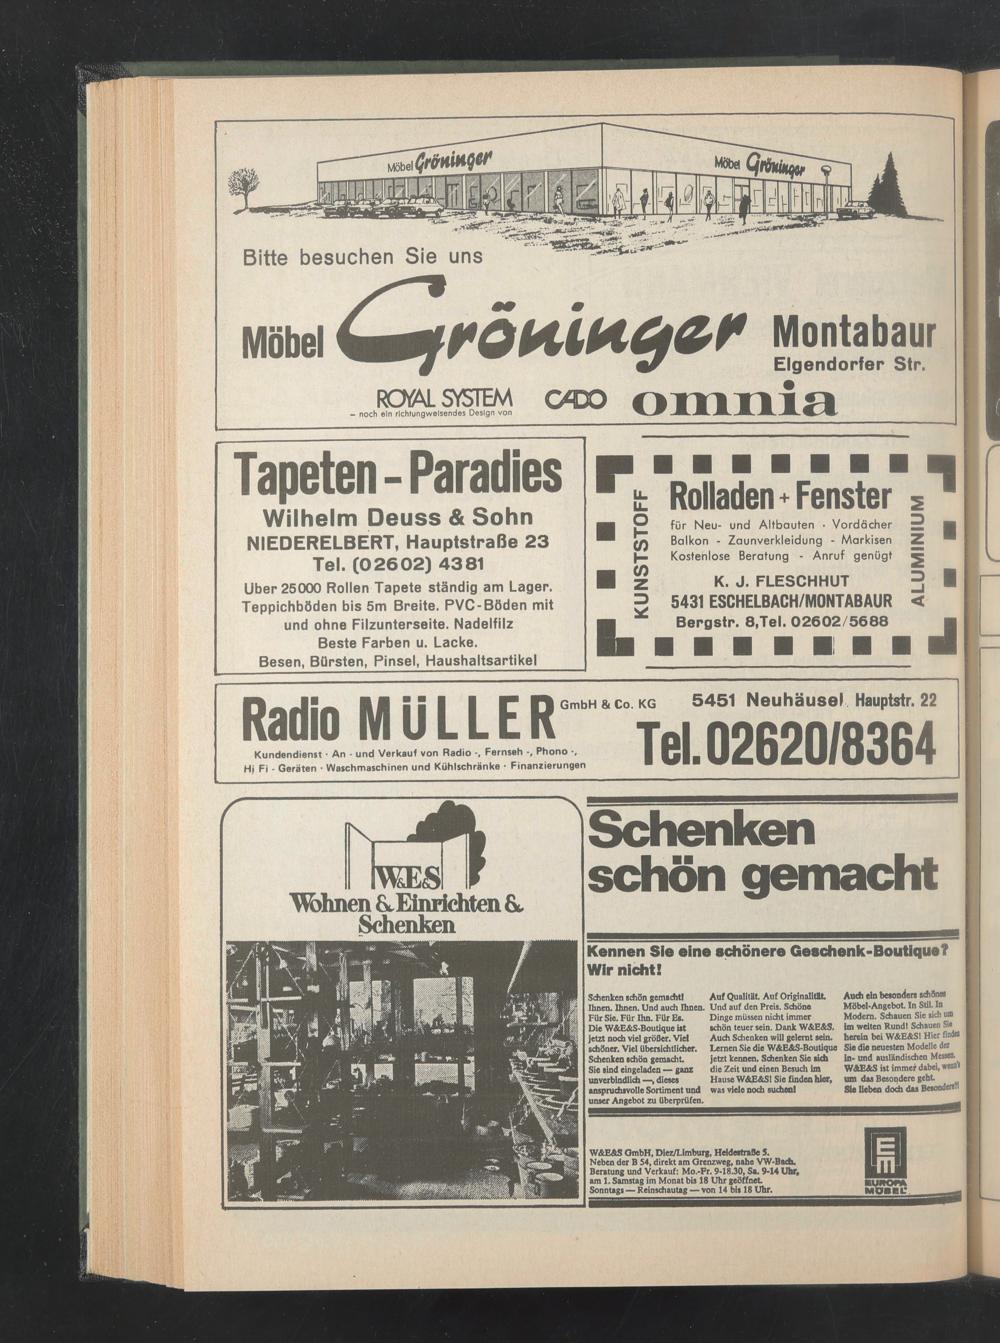 Möbel Gröninger
Möbel Gröninger
Bitte besuchen Sie uns
Möbel Gröninger Montabaur
Elgendorfer Str.
ROYAL SYSTEM CADO omnia
– noch ein richtungweisendes Design von
Tapeten – Paradies
Wilhelm Deuss & Sohn
NIEDERELBERT, Hauptstraße 23
Tel. (02602) 4381
Uber 25000 Rollen Tapete ständig am Lager.
Teppichböden bis 5m Breite. PVC-Böden mit
und ohne Filzunterseite. Nadelfilz
Beste Farben u. Lacke.
Besen, Bürsten, Pinsel, Haushaltsartikel
KUNSTSTOFF
Rolladen + Fenster
für Neu- und Altbauten · Vordächer
Balkon - Zaunverkleidung - Markisen
Kostenlose Beratung - Anruf genügt
K. J. FLESCHHUT
5431 ESCHELBACH/MONTABAUR
Bergstr. 8,Tel. 02602/5688
ALUMINIUM
Radio MÜLLER GmbH & Co. KG
Kundendienst · An - und Verkauf von Radio -, Fernseh -, Phono -,
Hi Fi - Geräten · Waschmaschinen und Kühlschränke · Finanzierungen
5451 Neuhäusel, Hauptstr. 22
Tel. 02620/8364
W&E&S
Wohnen & Einrichten &
Schenken
Schenken
schön gemacht
Kennen Sie eine schönere Geschenk-Boutique?
Wir nicht!
Schenken schön gemacht!
Ihnen. Ihnen. Und auch Ihnen.
Für Sie. Für Ihn. Für Es.
Die W&E&S-Boutique ist
jetzt noch viel größer. Viel
schöner. Viel übersichtlicher.
Schenken schön gemacht.
Sie sind eingeladen — ganz
unverbindlich —, dieses
anspruchsvolle Sortiment und
unser Angebot zu überprüfen.
Auf Qualität. Auf Originalität.
Und auf den Preis. Schöne
Dinge müssen nicht immer
schön teuer sein. Dank W&E&S.
Auch Schenken will gelernt sein.
Lernen Sie die W&E&S-Boutique
jetzt kennen. Schenken Sie sich
die Zeit und einen Besuch im
Hause W&E&S! Sie finden hier,
was viele noch suchen!
Auch ein besonders schönes
Möbel-Angebot. In Stil. In
Modern. Schauen Sie sich um
im weiten Rund! Schauen Sie
herein bei W&E&S! Hier finden
Sie die neuesten Modelle der
in- und ausländischen Messen.
W&E&S ist immer dabei, wenn's
um das Besondere geht.
Sie lieben doch das Besondere?!
W&E&S GmbH, Diez/Limburg, Heidestraße 5.
Neben der B 54, direkt am Grenzweg, nahe VW-Bach.
Beratung und Verkauf: Mo.-Fr. 9-18.30, Sa. 9-14 Uhr,
am 1. Samstag im Monat bis 18 Uhr geöffnet.
Sonntags — Reinschautag — von 14 bis 18 Uhr.
EM
EUROPA
MÖBEL